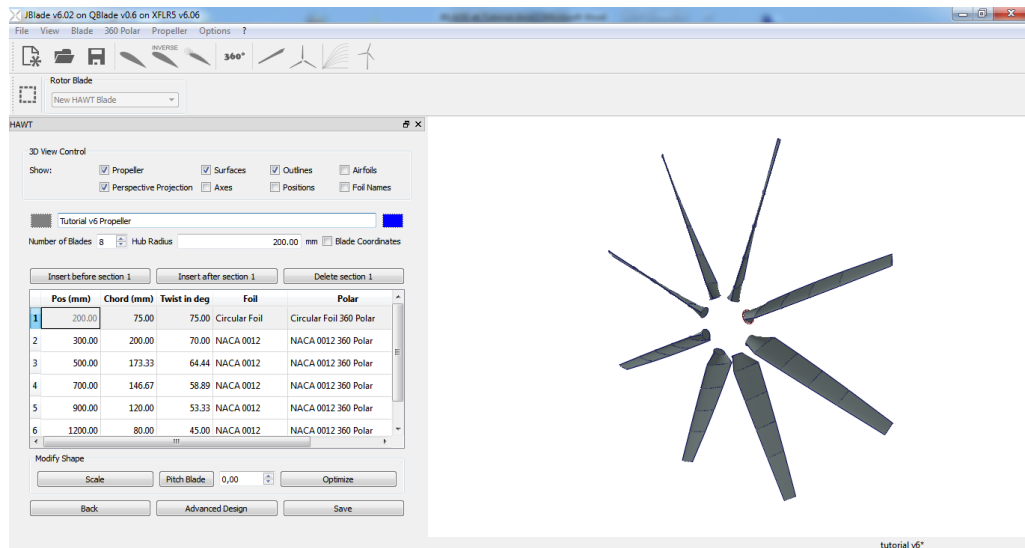 JBlade v6.02 on QBlade v0.6 on XFLR5 v6.06
File View Blade 360 Polar Propeller Options ?
INVERSE
360°
Rotor Blade
New HAWT Blade
HAWT
3D View Control
Show: Propeller Surfaces Outlines Airfoils
Perspective Projection Axes Positions Foil Names
Tutorial v6 Propeller
Number of Blades 8 Hub Radius 200.00 mm Blade Coordinates
Insert before section 1 Insert after section 1 Delete section 1
Pos (mm) Chord (mm) Twist in deg Foil Polar
1 200.00 75.00 75.00 Circular Foil Circular Foil 360 Polar
2 300.00 200.00 70.00 NACA 0012 NACA 0012 360 Polar
3 500.00 173.33 64.44 NACA 0012 NACA 0012 360 Polar
4 700.00 146.67 58.89 NACA 0012 NACA 0012 360 Polar
5 900.00 120.00 53.33 NACA 0012 NACA 0012 360 Polar
6 1200.00 80.00 45.00 NACA 0012 NACA 0012 360 Polar
Modify Shape
Scale Pitch Blade 0,00 Optimize
Back Advanced Design Save
tutorial v6*